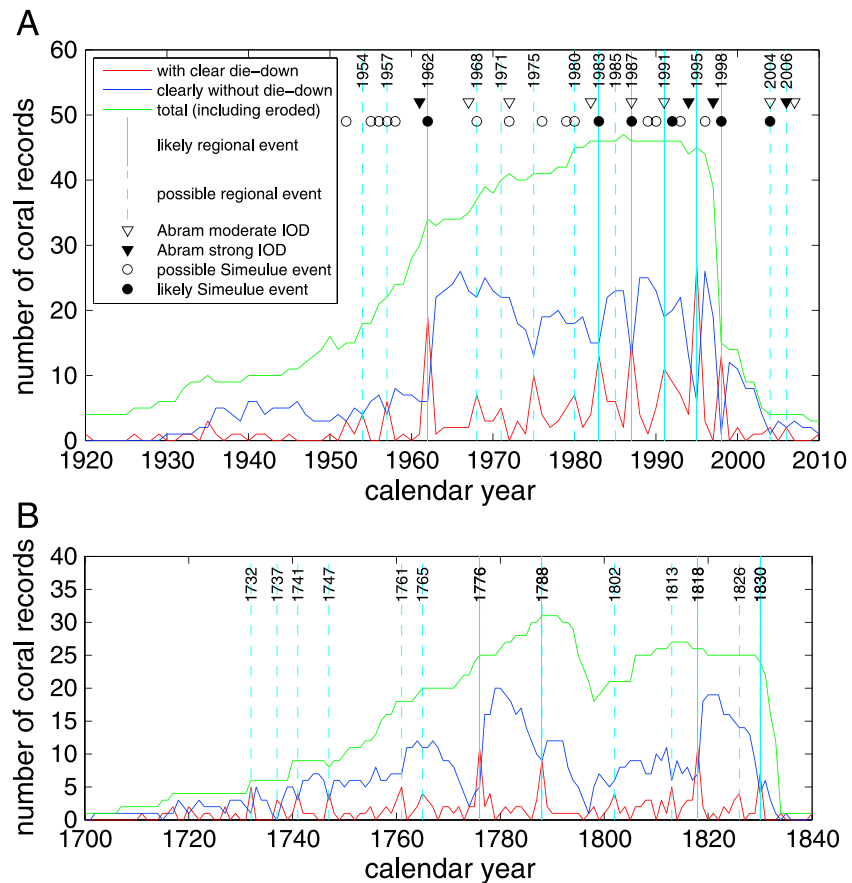 A
60
50
40
30
20
10
0
number of coral records
with clear die-down
clearly without die-down
total (including eroded)
likely regional event
possible regional event
Abram moderate IOD
Abram strong IOD
possible Simeulue event
likely Simeulue event
1954
1957
1962
1968
1971
1975
1980
1983
1985
1987
1991
1995
1998
2004
2006
1920 1930 1940 1950 1960 1970 1980 1990 2000 2010
calendar year
B
40
35
30
25
20
15
10
5
0
number of coral records
1732
1737
1741
1747
1761
1765
1776
1788
1802
1813
1818
1826
1830
1700 1720 1740 1760 1780 1800 1820 1840
calendar year